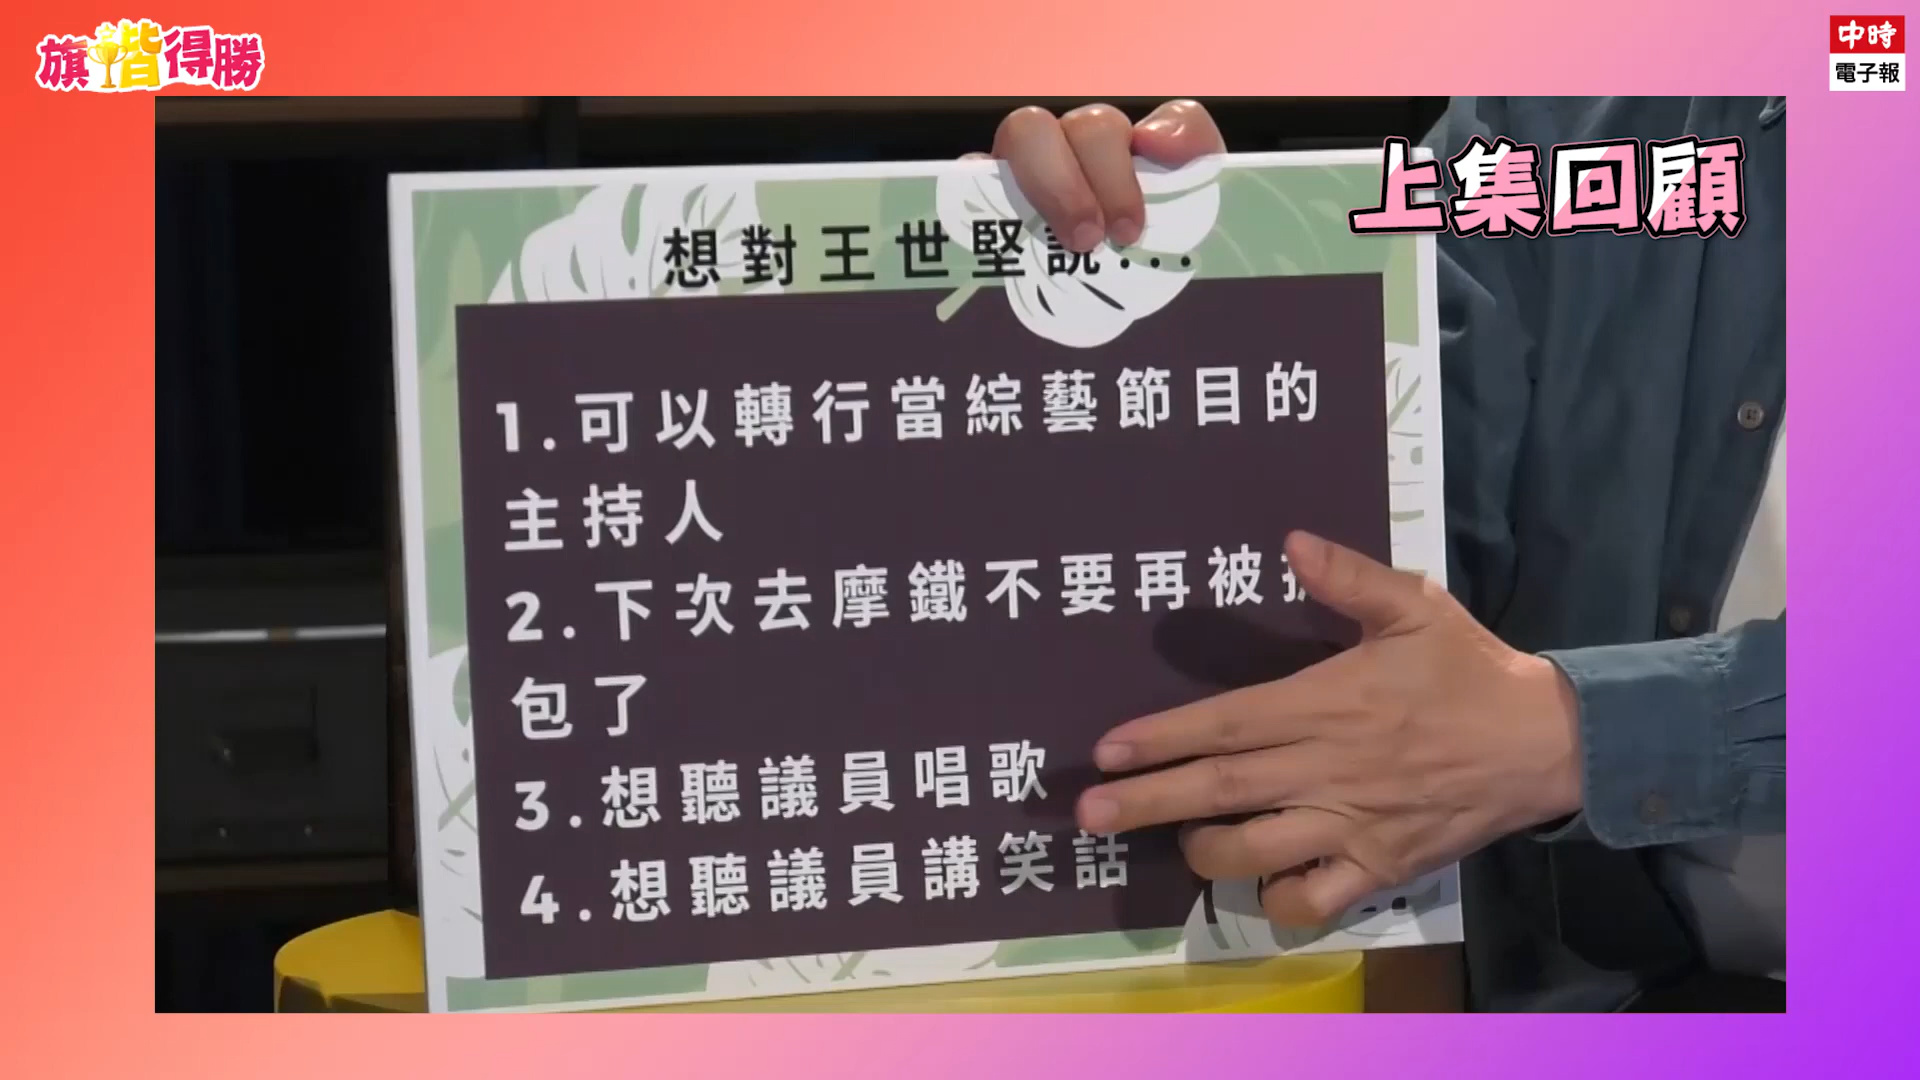 旗楷得勝
中時
電子報
上集回顧
想對王世堅說...
1.可以轉行當綜藝節目的
主持人
2.下次去摩鐵不要再被
包了
3.想聽議員唱歌
4.想聽議員講笑話